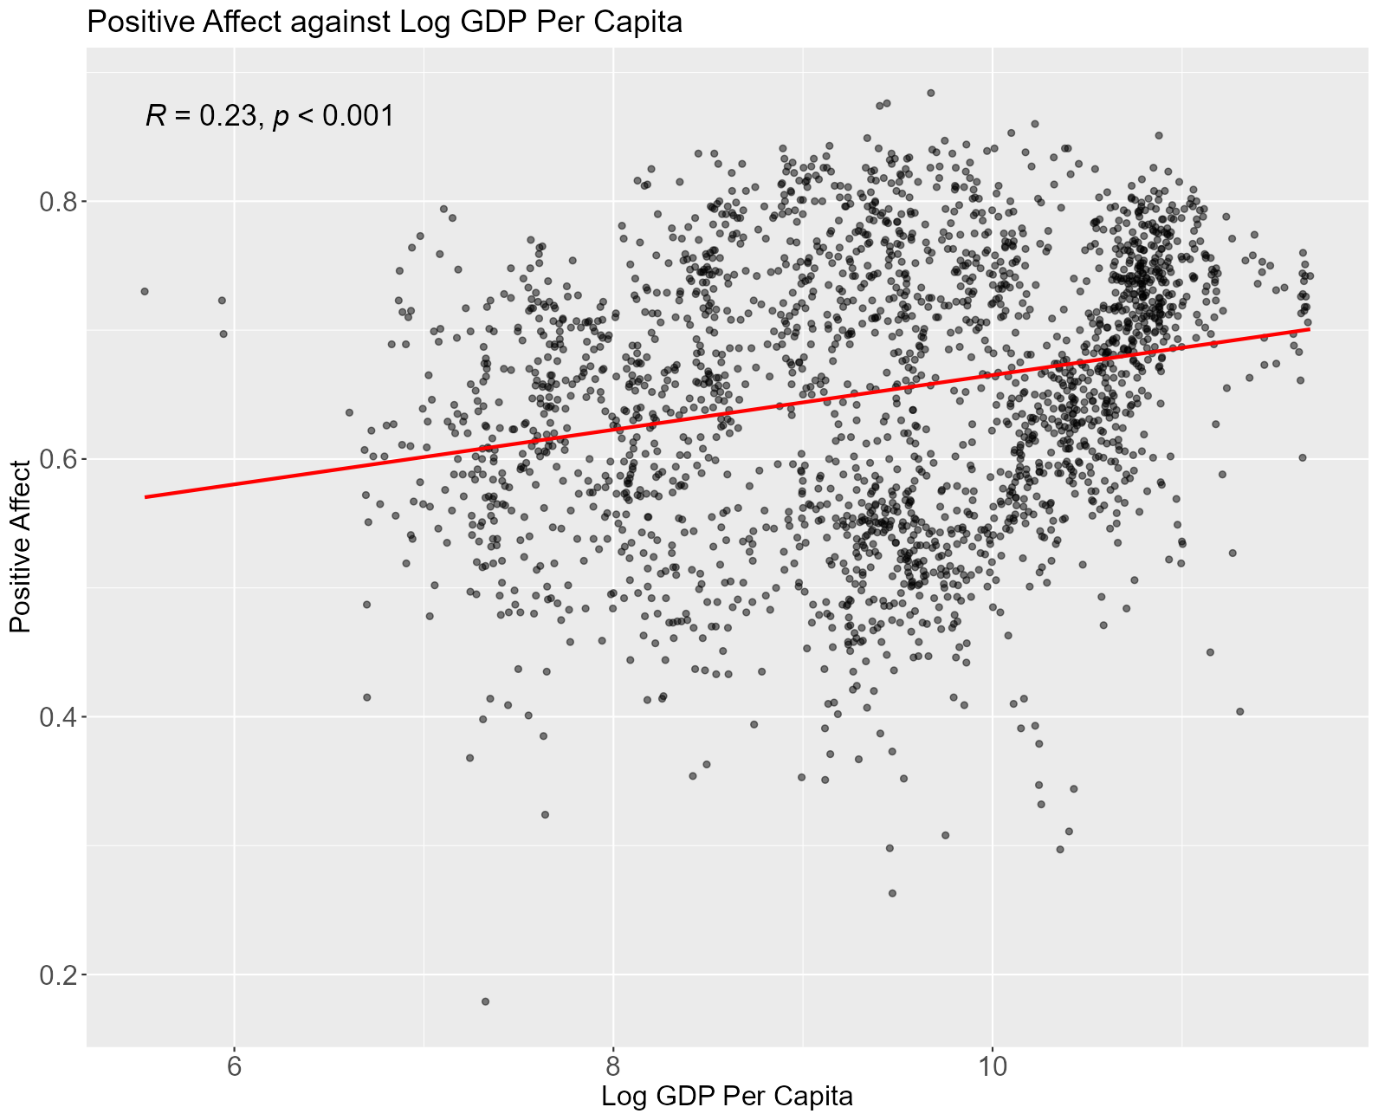 Positive Affect against Log GDP Per Capita
R = 0.23, p < 0.001
0.8
0.6
0.4
0.2
Positive Affect
6 8 10
Log GDP Per Capita